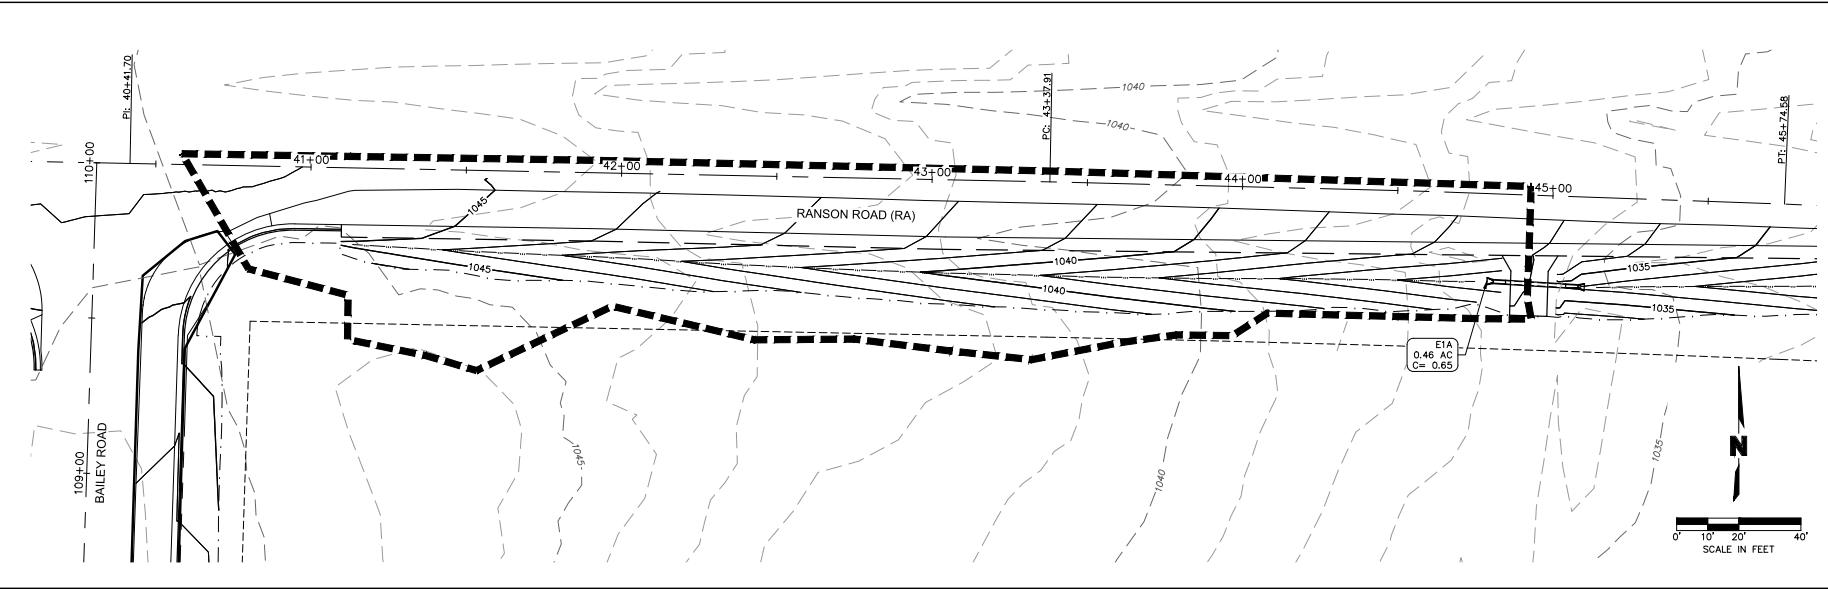 PI: 40+41.70
PC: 43+37.91
PT: 45+74.58
1040
1040
110+00
41+00
42+00
43+00
44+00
45+00
1045
RANSON ROAD (RA)
1045
1040
1040
1035
1035
E1A
0.46 AC
C= 0.65
109+00
BAILEY ROAD
1045
1040
1035
N
0' 10' 20' 40'
SCALE IN FEET